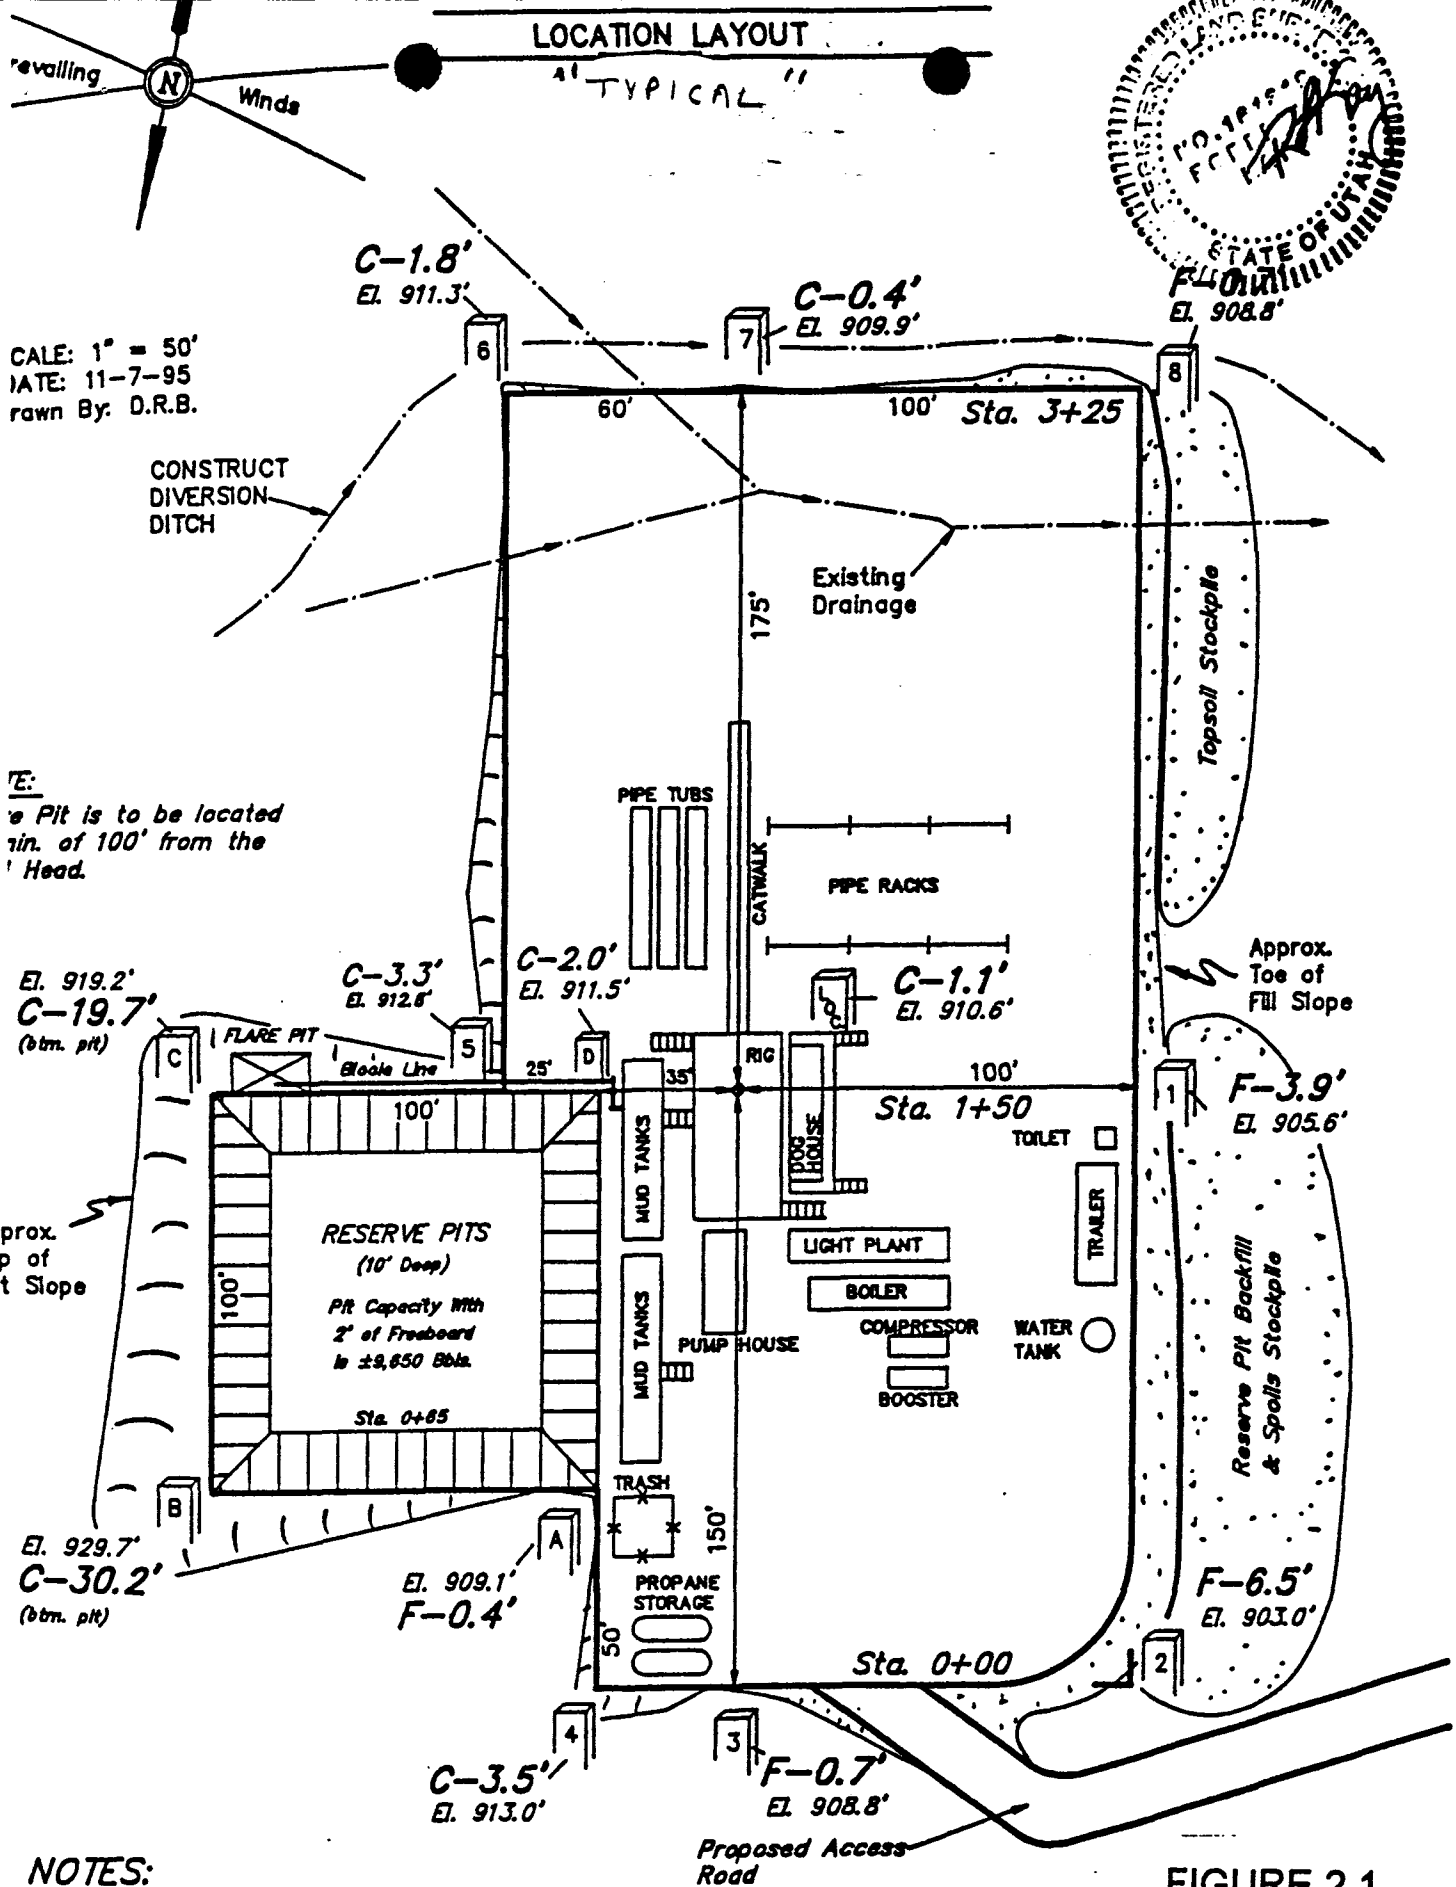 LOCATION LAYOUT
"TYPICAL"
revailing
N
Winds
STATE OF UTAH
C-1.8'
El. 911.3'
C-0.4'
El. 909.9'
El. 908.8'
6
7
8
CALE: 1" = 50'
ATE: 11-7-95
rawn By: D.R.B.
60'
100'
Sta. 3+25
CONSTRUCT
DIVERSION
DITCH
Existing
Drainage
175'
Topsoil Stockpile
TE:
e Pit is to be located
in. of 100' from the
Head.
PIPE TUBS
CATWALK
PIPE RACKS
Approx.
Toe of
Fill Slope
El. 919.2'
C-19.7'
(btm. pit)
C-3.3'
El. 912.8'
C-2.0'
El. 911.5'
LOC.
C-1.1'
El. 910.6'
C
FLARE PIT
Blooie Line
5
D
25'
35'
RIG
100'
Sta. 1+50
1
F-3.9'
El. 905.6'
100'
MUD TANKS
DOG
HOUSE
TOILET
TRAILER
prox.
p of
t Slope
100'
RESERVE PITS
(10' Deep)
Pit Capacity With
2' of Freeboard
is ±9,650 Bbls.
Sta. 0+65
MUD TANKS
PUMP HOUSE
LIGHT PLANT
BOILER
COMPRESSOR
BOOSTER
WATER
TANK
Reserve Pit Backfill
& Spoils Stockpile
B
El. 929.7'
C-30.2'
(btm. pit)
A
El. 909.1'
F-0.4'
TRASH
150'
PROPANE
STORAGE
50'
Sta. 0+00
F-6.5'
El. 903.0'
2
4
C-3.5'
El. 913.0'
3
F-0.7'
El. 908.8'
Proposed Access
Road
NOTES:
FIGURE 2.1